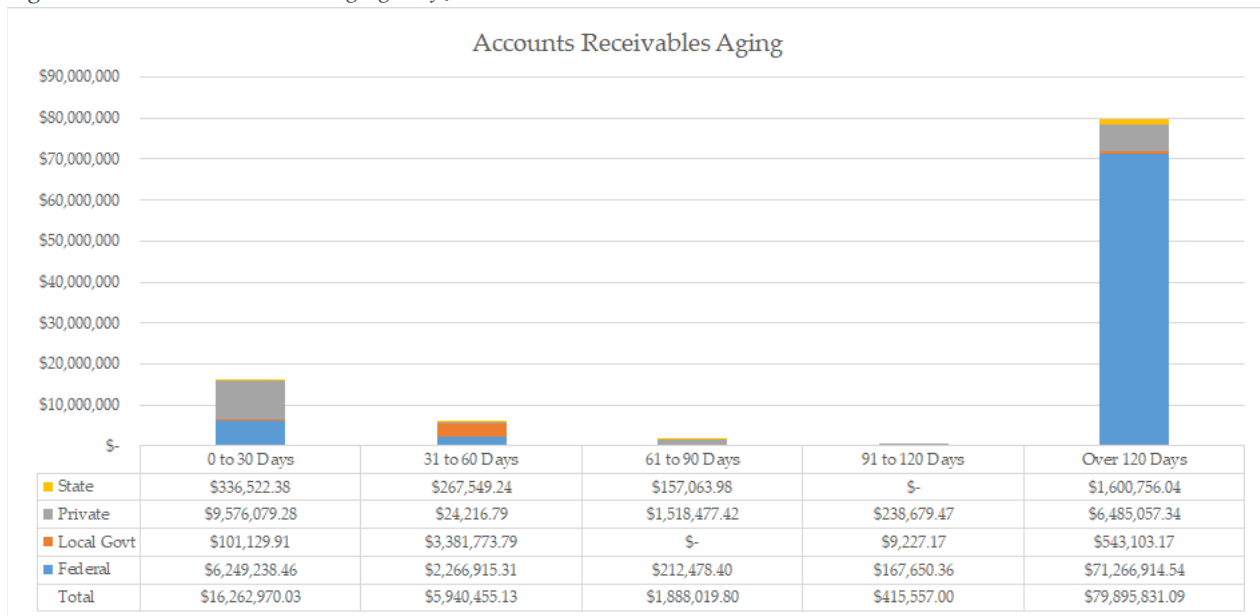 Accounts Receivables Aging
$90,000,000
$80,000,000
$70,000,000
$60,000,000
$50,000,000
$40,000,000
$30,000,000
$20,000,000
$10,000,000
$-
0 to 30 Days 31 to 60 Days 61 to 90 Days 91 to 120 Days Over 120 Days
State $336,522.38 $267,549.24 $157,063.98 $- $1,600,756.04
Private $9,576,079.28 $24,216.79 $1,518,477.42 $238,679.47 $6,485,057.34
Local Govt $101,129.91 $3,381,773.79 $- $9,227.17 $543,103.17
Federal $6,249,238.46 $2,266,915.31 $212,478.40 $167,650.36 $71,266,914.54
Total $16,262,970.03 $5,940,455.13 $1,888,019.80 $415,557.00 $79,895,831.09